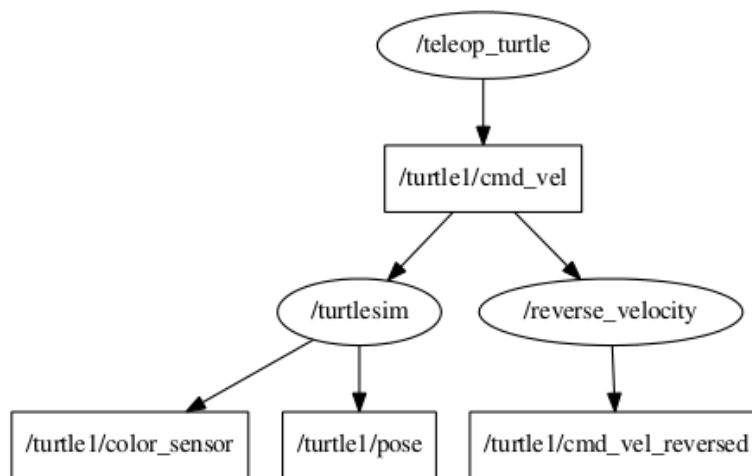 /teleop_turtle
/turtle1/cmd_vel
/turtlesim
/reverse_velocity
/turtle1/color_sensor
/turtle1/pose
/turtle1/cmd_vel_reversed